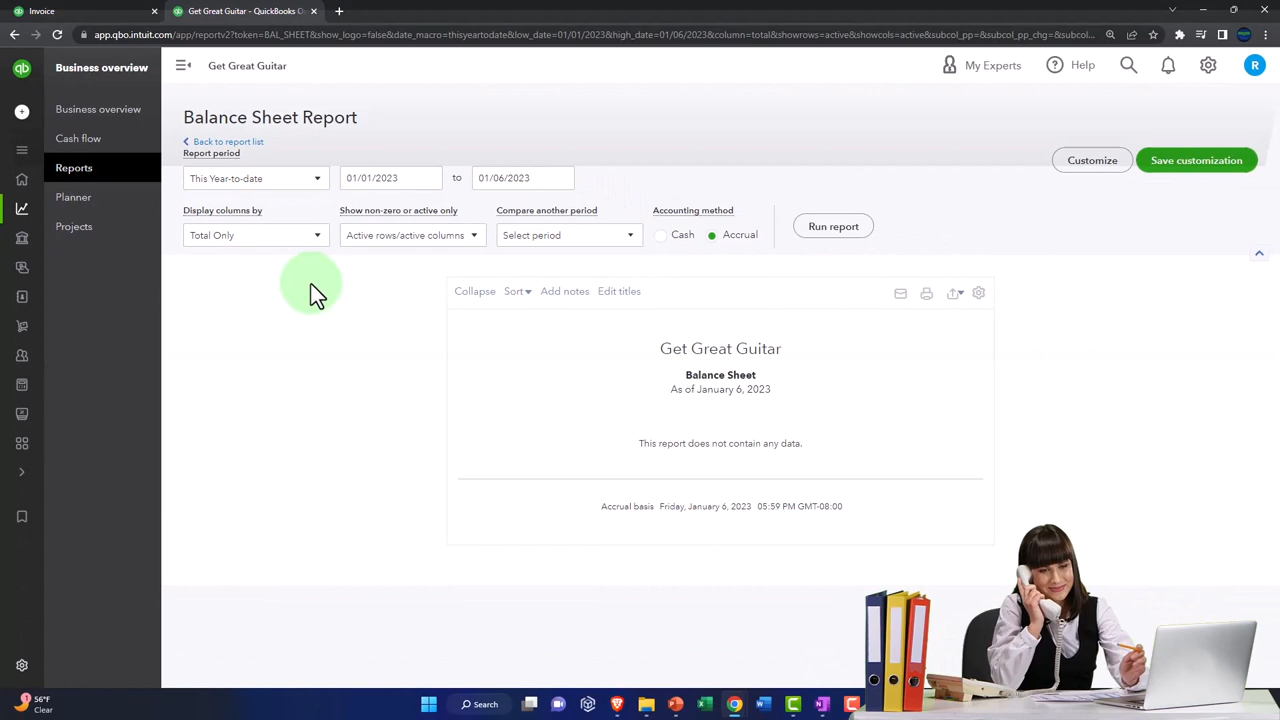 Invoice
Get Great Guitar - QuickBooks O
app.qbo.intuit.com/app/reportv2?token=BAL_SHEET&show_logo=false&date_macro=thisyeartodate&low_date=01/01/2023&high_date=01/06/2023&column=total&showrows=active&showcols=active&subcol_pp=&subcol_pp_chg=&subcol...
qb
Business overview
Get Great Guitar
My Experts
Help
R
Business overview
Cash flow
Reports
Planner
Projects
Balance Sheet Report
Back to report list
Report period
This Year-to-date
01/01/2023
to
01/06/2023
Customize
Save customization
Display columns by
Show non-zero or active only
Compare another period
Accounting method
Total Only
Active rows/active columns
Select period
Cash
Accrual
Run report
Collapse
Sort
Add notes
Edit titles
Get Great Guitar
Balance Sheet
As of January 6, 2023
This report does not contain any data.
Accrual basis Friday, January 6, 2023 05:59 PM GMT-08:00
1
56°F
Clear
Search